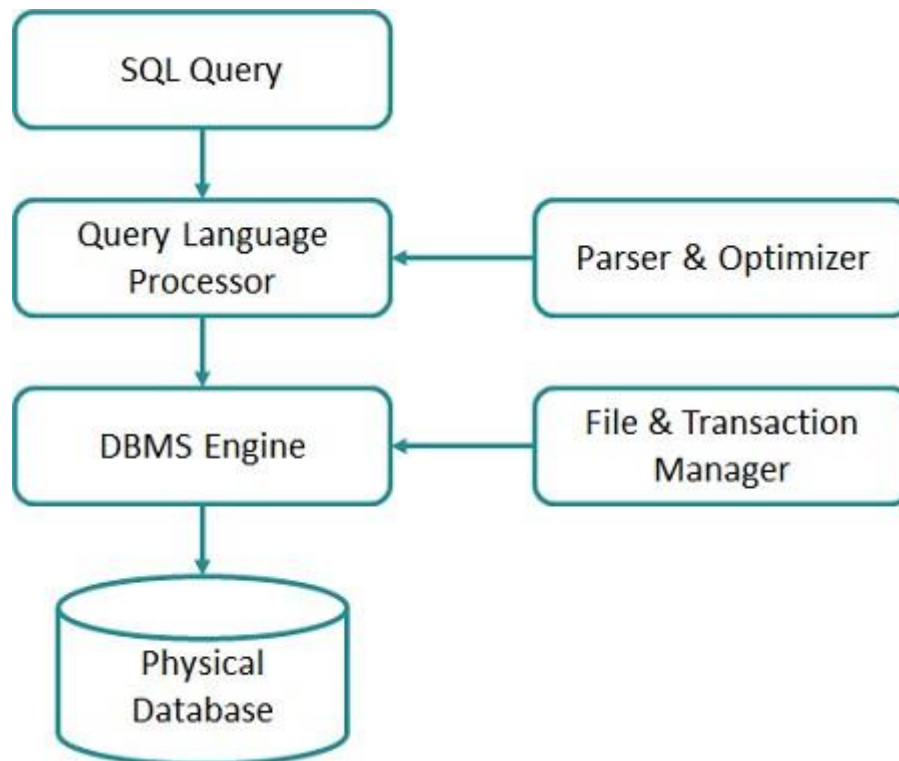 SQL Query
Query Language
Processor
Parser & Optimizer
DBMS Engine
File & Transaction
Manager
Physical
Database